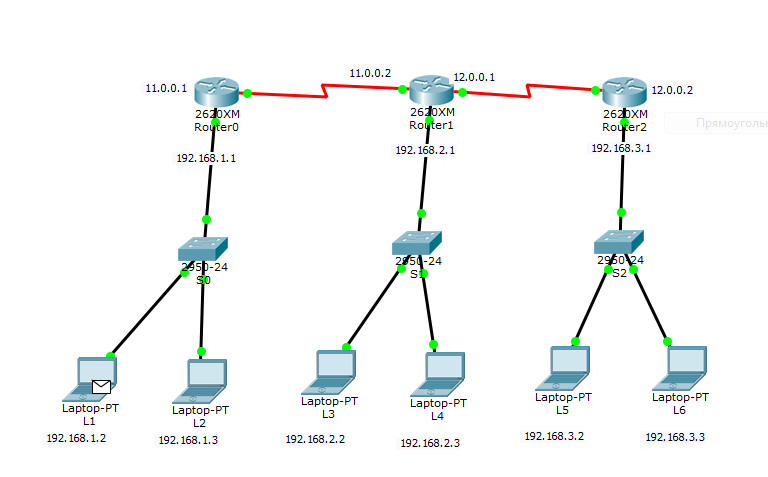 11.0.0.1
2620XM
Router0
11.0.0.2
12.0.0.1
2620XM
Router1
2620XM
Router2
12.0.0.2
Прямоуголь
192.168.1.1
192.168.2.1
192.168.3.1
2950-24
S0
2950-24
S1
2950-24
S2
Laptop-PT
L1
192.168.1.2
Laptop-PT
L2
192.168.1.3
Laptop-PT
L3
192.168.2.2
Laptop-PT
L4
192.168.2.3
Laptop-PT
L5
192.168.3.2
Laptop-PT
L6
192.168.3.3